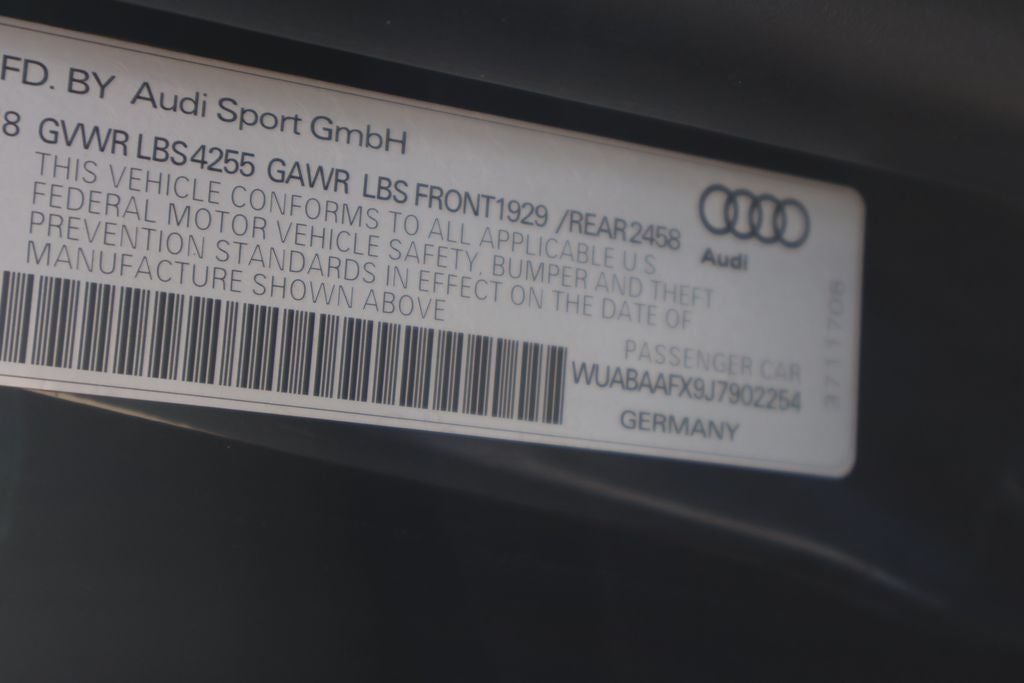 FD. BY Audi Sport GmbH
8 GVWR LBS4255 GAWR LBS FRONT1929 /REAR2458
THIS VEHICLE CONFORMS TO ALL APPLICABLE U S
FEDERAL MOTOR VEHICLE SAFETY, BUMPER AND THEFT
PREVENTION STANDARDS IN EFFECT ON THE DATE OF
MANUFACTURE SHOWN ABOVE
Audi
PASSENGER CAR
WUABAAFX9J7902254
GERMANY
3711706